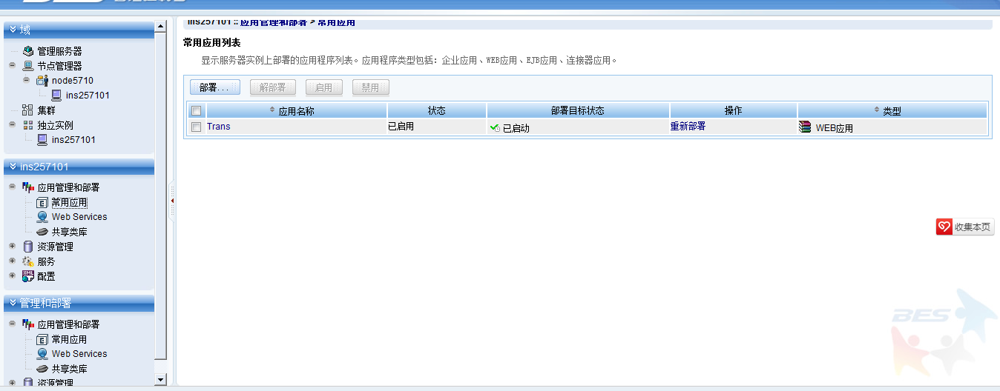 域
管理服务器
节点管理器
node5710
ins257101
集群
独立实例
ins257101
ins257101
应用管理和部署
常用应用
Web Services
共享类库
资源管理
服务
配置
管理和部署
应用管理和部署
常用应用
Web Services
共享类库
资源管理
ins257101 :: 应用管理和部署 > 常用应用
常用应用列表
显示服务器实例上部署的应用程序列表。应用程序类型包括：企业应用、WEB应用、EJB应用、连接器应用。
部署... 解部署 启用 禁用
应用名称 状态 部署目标状态 操作 类型
Trans 已启用 已启动 重新部署 WEB应用
收集本页
BES